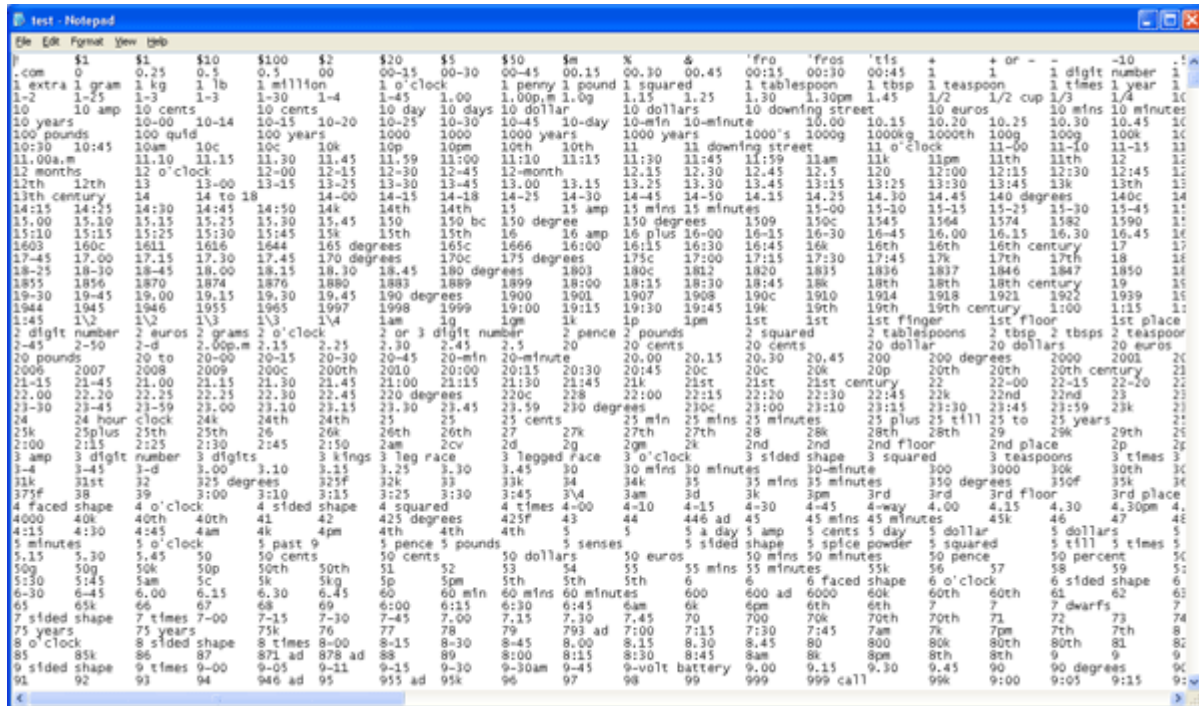 test - Notepad
File Edit Format View Help
! $1 $1 $10 $100 $2 $20 $5 $50 $m % & 'fro 'fros 'tis + + or - - -10
.com 0 0.25 0.5 0.5 00 00-15 00-30 00-45 00.15 00.30 00.45 00:15 00:30 00:45 1 1 1 digit number 1
1 extra 1 gram 1 kg 1 lb 1 million 1 o'clock 1 penny 1 pound 1 squared 1 tablespoon 1 tbsp 1 teaspoon 1 times 1 year 1
1-2 1-25 1-3 1-3 1-30 1-4 1-45 1.00 1.00p.m 1.0g 1.15 1.25 1.30 1.30pm 1.45 1/2 1/2 cup 1/3 1/4 10
10 10 amp 10 cents 10 cents 10 day 10 days 10 dollar 10 dollars 10 downing street 10 euros 10 mins 10 minutes
10 years 10-00 10-14 10-15 10-20 10-25 10-30 10-45 10-day 10-min 10-minute 10.00 10.15 10.20 10.25 10.30 10.45
100 pounds 100 quid 100 years 1000 1000 1000 years 1000 years 1000's 1000g 1000kg 1000th 100g 100g 100k
10:30 10:45 10am 10c 10c 10k 10p 10pm 10th 10th 11 11 downing street 11 o'clock 11-00 11-10 11-15
11.00a.m 11.10 11.15 11.30 11.45 11.59 11:00 11:10 11:15 11:30 11:45 11:59 11am 11k 11pm 11th 11th 12
12 months 12 o'clock 12-00 12-15 12-30 12-45 12-month 12.15 12.30 12.45 12.5 120 12:00 12:15 12:30 12:45
12th 12th 13 13-00 13-15 13-25 13-30 13-45 13.00 13.15 13.25 13.30 13.45 13:15 13:25 13:30 13:45 13k 13th
13th century 14 14 to 18 14-00 14-15 14-18 14-25 14-30 14-45 14-50 14.15 14.25 14.30 14.45 140 degrees 140c
14:15 14:25 14:30 14:45 14:50 14k 14th 14th 15 15 amp 15 mins 15 minutes 15-00 15-10 15-15 15-25 15-30 15-45
15.00 15.10 15.15 15.25 15.30 15.45 150 150 bc 150 degree 150 degrees 1509 150c 1545 1564 1574 1582 1590
15:10 15:15 15:25 15:30 15:45 15k 15th 15th 16 16 amp 16 plus 16-00 16-15 16-30 16-45 16.00 16.15 16.30 16.45
1603 160c 1611 1616 1644 165 degrees 165c 1666 16:00 16:15 16:30 16:45 16k 16th 16th 16th century 17
17-45 17.00 17.15 17.30 17.45 170 degrees 170c 175 degrees 175c 17:00 17:15 17:30 17:45 17k 17th 17th 18
18-25 18-30 18-45 18.00 18.15 18.30 18.45 180 degrees 1803 180c 1812 1820 1835 1836 1837 1846 1847 1850
1855 1856 1870 1874 1876 1880 1883 1889 1899 18:00 18:15 18:30 18:45 18k 18th 18th 18th century 19
19-30 19-45 19.00 19.15 19.30 19.45 190 degrees 1900 1901 1907 1908 190c 1910 1914 1918 1921 1922 1939
1944 1945 1946 1955 1965 1997 1998 1999 19:00 19:15 19:30 19:45 19k 19th 19th 19th century 1:00 1:15
1:45 1\2 1\2 1\3 1\3 1\4 1am 1g 1gm 1k 1p 1pm 1st 1st 1st finger 1st floor 1st place
2 digit number 2 euros 2 grams 2 o'clock 2 or 3 digit number 2 pence 2 pounds 2 squared 2 tablespoons 2 tbsp 2 tbsps 2 teaspoon
2-45 2-50 2-d 2.00p.m 2.15 2.25 2.30 2.45 2.5 20 20 cents 20 cents 20 dollar 20 dollars 20 euros
20 pounds 20 to 20-00 20-15 20-30 20-45 20-min 20-minute 20.00 20.15 20.30 20.45 200 200 degrees 2000 2001
2006 2007 2008 2009 200c 200th 2010 20:00 20:15 20:30 20:45 20c 20c 20k 20p 20th 20th 20th century
21-15 21-45 21.00 21.15 21.30 21.45 21:00 21:15 21:30 21:45 21k 21st 21st 21st century 22 22-00 22-15 22-20
22.00 22.20 22.25 22.30 22.45 220 degrees 220c 228 22:00 22:15 22:20 22:30 22:45 22k 22nd 22nd 23
23-30 23-45 23-59 23.00 23.10 23.15 23.30 23.45 23.59 230 degrees 230c 23:00 23:10 23:15 23:30 23:45 23:59 23k
24 24 hour clock 24k 24th 24th 25 25 25 cents 25 min 25 mins 25 minutes 25 plus 25 till 25 to 25 years
25k 25plus 25th 25th 26 26k 26th 26th 27 27k 27th 27th 28 28k 28th 28th 29 29k 29th
2:00 2:15 2:25 2:30 2:45 2:50 2am 2cv 2d 2g 2gm 2k 2nd 2nd 2nd floor 2nd place 2p
3 amp 3 digit number 3 digits 3 kings 3 leg race 3 legged race 3 o'clock 3 sided shape 3 squared 3 teaspoons 3 times 3
3-4 3-45 3-d 3.00 3.10 3.15 3.25 3.30 3.45 30 30 mins 30 minutes 30-minute 300 3000 30k 30th
31k 31st 32 325 degrees 325f 32k 33 33k 34 34k 35 35 mins 35 minutes 350 degrees 350f 35k
375f 38 39 3:00 3:10 3:15 3:25 3:30 3:45 3\4 3am 3d 3k 3pm 3rd 3rd 3rd floor 3rd place
4 faced shape 4 o'clock 4 sided shape 4 squared 4 times 4-00 4-10 4-15 4-30 4-45 4-way 4.00 4.15 4.30 4.30pm
4000 40k 40th 40th 41 42 425 degrees 425f 43 44 446 ad 45 45 mins 45 minutes 45k 46 47
4:15 4:30 4:45 4am 4k 4pm 4th 4th 4th 5 5 a day 5 amp 5 cents 5 day 5 dollar 5 dollars
5 minutes 5 o'clock 5 past 9 5 pence 5 pounds 5 senses 5 sided shape 5 spice powder 5 squared 5 till 5 times
5.15 5.30 5.45 50 50 cents 50 cents 50 dollars 50 euros 50 mins 50 minutes 50 pence 50 percent
50g 50g 50k 50p 50th 50th 51 52 53 54 55 55 mins 55 minutes 55k 56 57 58 59
5:30 5:45 5am 5c 5k 5kg 5p 5pm 5th 5th 6 6 6 faced shape 6 o'clock 6 sided shape
6-30 6-45 6.00 6.15 6.30 6.45 60 60 min 60 mins 60 minutes 600 600 ad 6000 60k 60th 60th 61 62
65 65k 66 67 68 69 6:00 6:15 6:30 6:45 6am 6k 6pm 6th 6th 7 7 7 dwarfs
7 sided shape 7 times 7-00 7-15 7-30 7-45 7.00 7.15 7.30 7.45 70 700 70k 70th 70th 71 72 73 74
75 years 75 years 75k 76 77 78 79 793 ad 7:00 7:15 7:30 7:45 7am 7k 7pm 7th 7th 8
8 o'clock 8 sided shape 8 times 8-00 8-15 8-30 8-45 8.00 8.15 8.30 8.45 80 800 80k 80th 80th 81 82
85 85k 86 87 871 ad 878 ad 88 89 8:00 8:15 8:30 8:45 8am 8k 8pm 8th 8th 9 9
9 sided shape 9 times 9-00 9-05 9-11 9-15 9-30 9-30am 9-45 9-volt battery 9.00 9.15 9.30 9.45 90 90 degrees
91 92 93 94 946 ad 95 955 ad 95k 96 97 98 99 999 999 call 99k 9:00 9:05 9:15